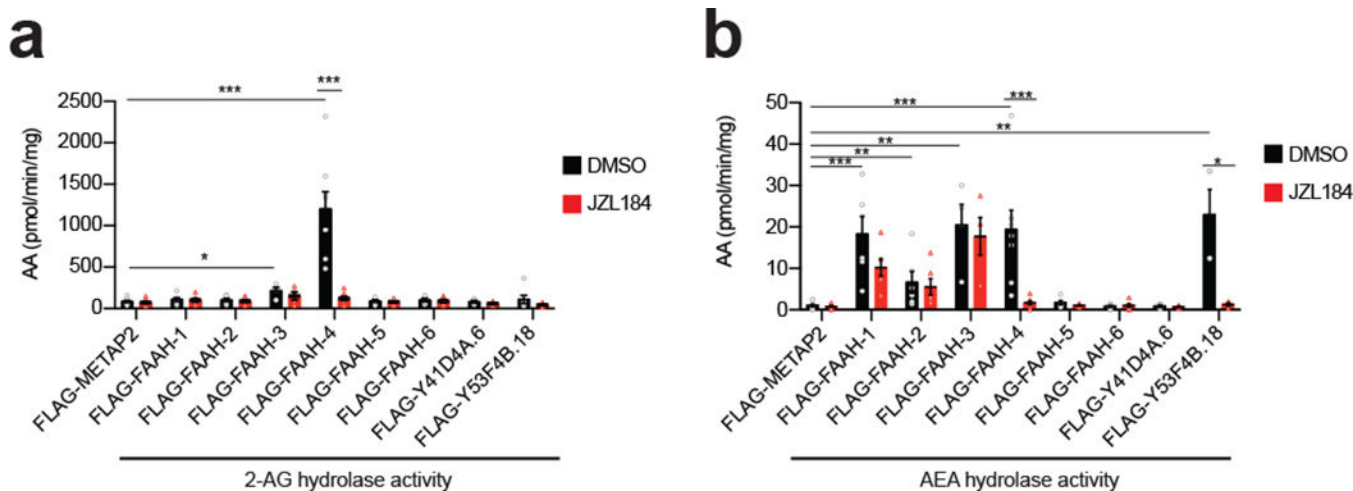 a
***
***
*
AA (pmol/min/mg)
2500
2000
1500
1000
500
0
DMSO
JZL184
FLAG-METAP2
FLAG-FAAH-1
FLAG-FAAH-2
FLAG-FAAH-3
FLAG-FAAH-4
FLAG-FAAH-5
FLAG-FAAH-6
FLAG-Y41D4A.6
FLAG-Y53F4B.18
2-AG hydrolase activity
b
***
***
**
**
**
***
*
AA (pmol/min/mg)
50
40
30
20
10
0
DMSO
JZL184
FLAG-METAP2
FLAG-FAAH-1
FLAG-FAAH-2
FLAG-FAAH-3
FLAG-FAAH-4
FLAG-FAAH-5
FLAG-FAAH-6
FLAG-Y41D4A.6
FLAG-Y53F4B.18
AEA hydrolase activity